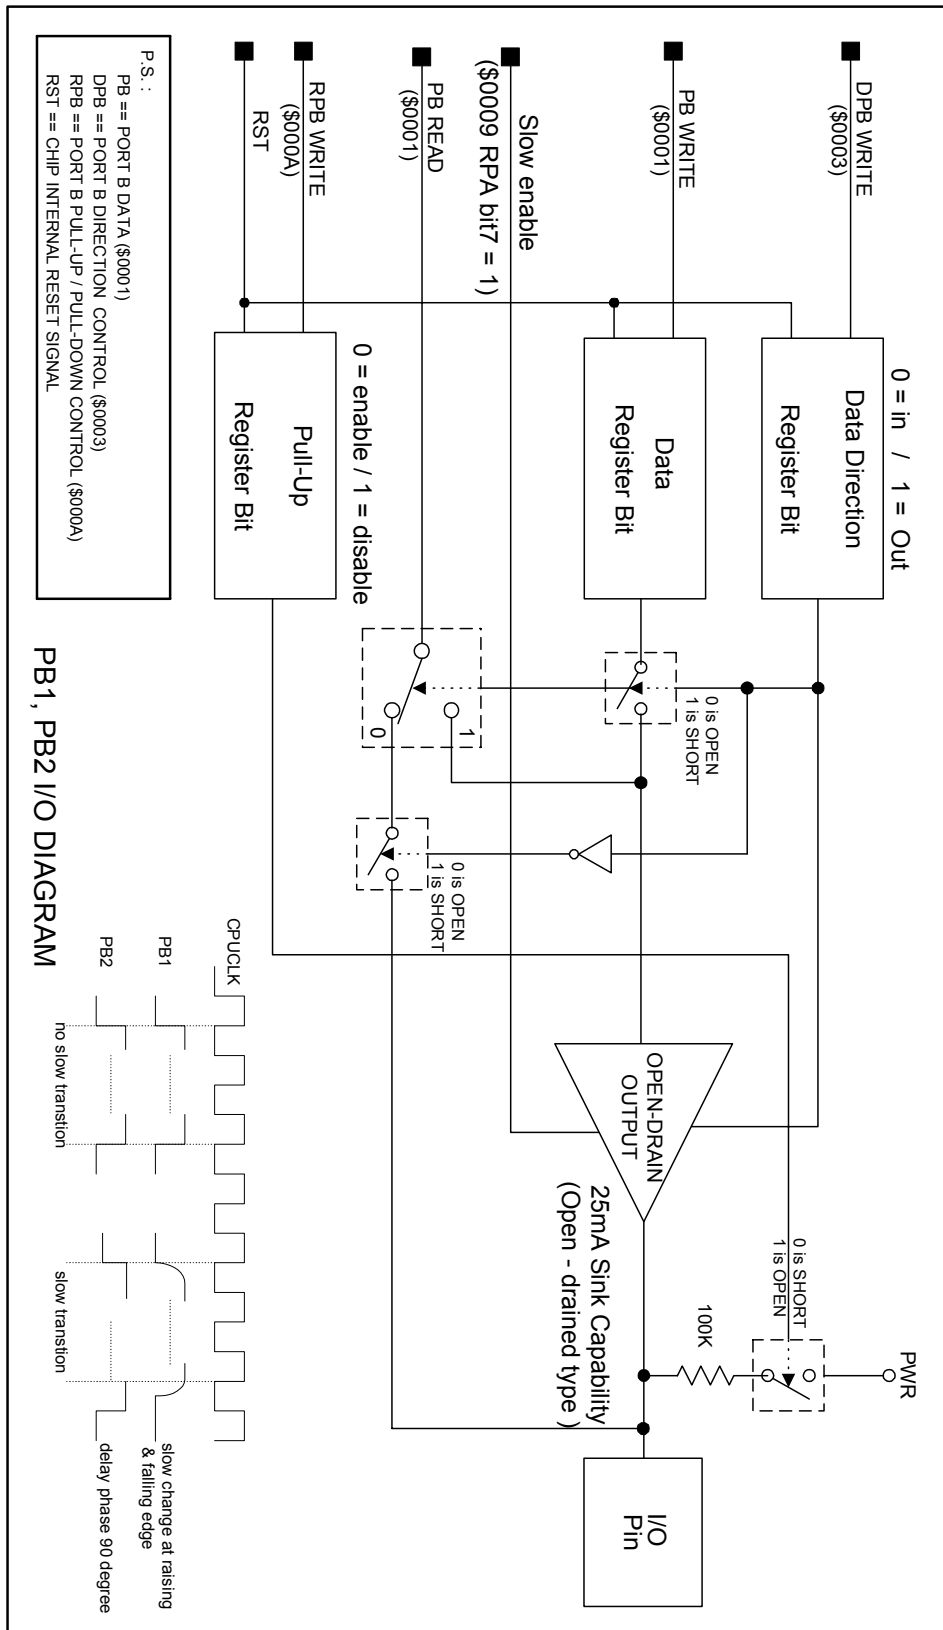 DPB WRITE
($0003)
0 = in / 1 = Out
Data Direction
Register Bit
PB WRITE
($0001)
Data
Register Bit
0 is OPEN
1 is SHORT
Slow enable
($0009 RPA bit7 = 1)
PB READ
($0001)
1
0
0 is OPEN
1 is SHORT
RPB WRITE
($000A)
RST
0 = enable / 1 = disable
Pull-Up
Register Bit
OPEN-DRAIN
OUTPUT
25mA Sink Capability
(Open - drained type )
0 is SHORT
1 is OPEN
PWR
100K
I/O
Pin
P.S. :
PB == PORT B DATA ($0001)
DPB == PORT B DIRECTION CONTROL ($0003)
RPB == PORT B PULL-UP / PULL-DOWN CONTROL ($000A)
RST == CHIP INTERNAL RESET SIGNAL
PB1, PB2 I/O DIAGRAM
CPUCLK
PB1
PB2
no slow transtion
slow transtion
slow change at raising
& falling edge
delay phase 90 degree